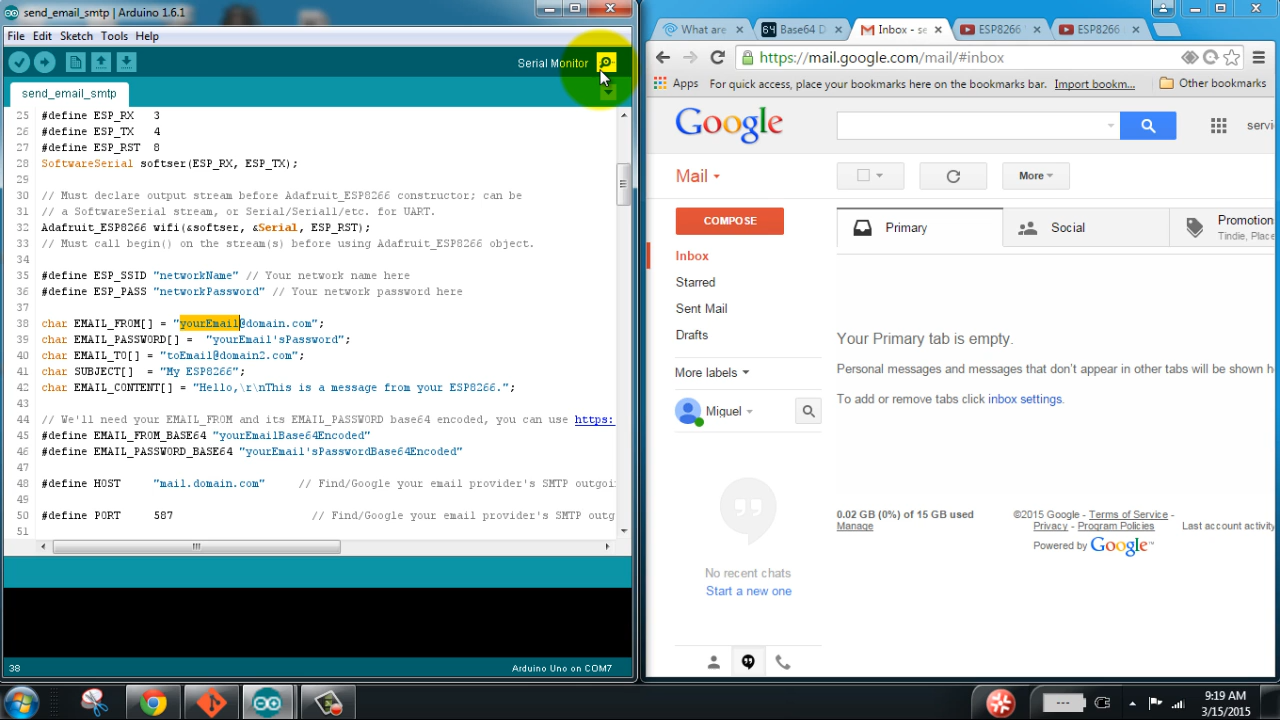 send_email_smtp | Arduino 1.6.1
File Edit Sketch Tools Help
Serial Monitor
send_email_smtp
25 #define ESP_RX 3
26 #define ESP_TX 4
27 #define ESP_RST 8
28 SoftwareSerial softser(ESP_RX, ESP_TX);
29
30 // Must declare output stream before Adafruit_ESP8266 constructor; can be
31 // a SoftwareSerial stream, or Serial/Serial1/etc. for UART.
32 Adafruit_ESP8266 wifi(&softser, &Serial, ESP_RST);
33 // Must call begin() on the stream(s) before using Adafruit_ESP8266 object.
34
35 #define ESP_SSID "networkName" // Your network name here
36 #define ESP_PASS "networkPassword" // Your network password here
37
38 char EMAIL_FROM[] = "yourEmail@domain.com";
39 char EMAIL_PASSWORD[] = "yourEmail'sPassword";
40 char EMAIL_TO[] = "toEmail@domain2.com";
41 char SUBJECT[] = "My ESP8266";
42 char EMAIL_CONTENT[] = "Hello,\r\nThis is a message from your ESP8266.";
43
44 // We'll need your EMAIL_FROM and its EMAIL_PASSWORD base64 encoded, you can use https:
45 #define EMAIL_FROM_BASE64 "yourEmailBase64Encoded"
46 #define EMAIL_PASSWORD_BASE64 "yourEmail'sPasswordBase64Encoded"
47
48 #define HOST "mail.domain.com" // Find/Google your email provider's SMTP outgoi
49
50 #define PORT 587 // Find/Google your email provider's SMTP outg
51
38
Arduino Uno on COM7
What are
64 Base64 D
Inbox - se
ESP8266
ESP8266
https://mail.google.com/mail/#inbox
Apps For quick access, place your bookmarks here on the bookmarks bar. Import bookm... Other bookmarks
Google
servi
Mail
More
COMPOSE
Primary
Social
Promotion
Tindie, Place
Inbox
Starred
Sent Mail
Drafts
More labels
Miguel
Your Primary tab is empty.
Personal messages and messages that don't appear in other tabs will be shown h
To add or remove tabs click inbox settings.
No recent chats
Start a new one
0.02 GB (0%) of 15 GB used
Manage
©2015 Google - Terms of Service -
Privacy - Program Policies
Powered by Google™
Last account activity
9:19 AM
3/15/2015